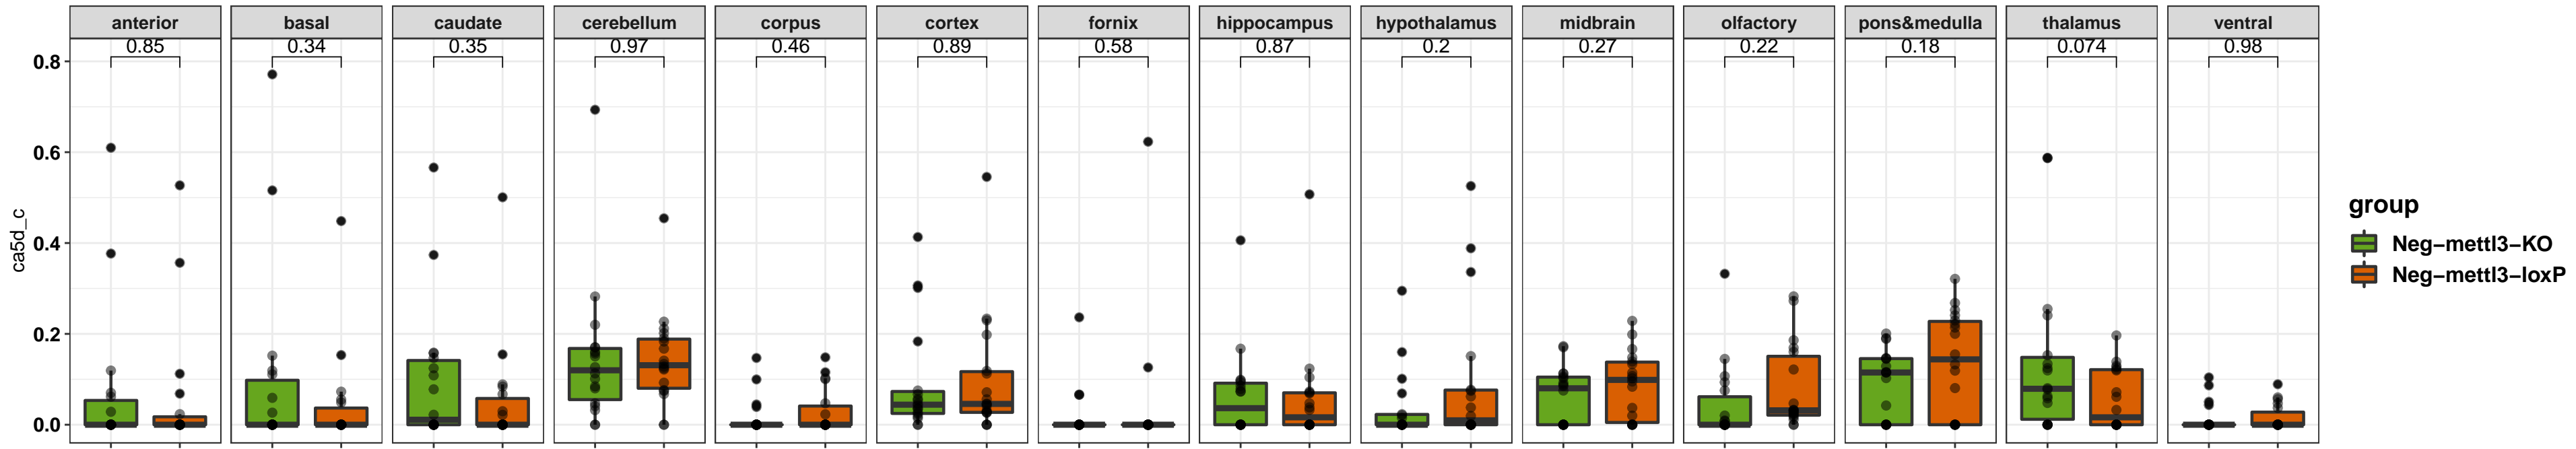 anterior basal caudate cerebellum corpus cortex fornix hippocampus hypothalamus midbrain olfactory pons&medulla thalamus ventral
0.85 0.34 0.35 0.97 0.46 0.89 0.58 0.87 0.2 0.27 0.22 0.18 0.074 0.98
0.8
0.6
0.4
0.2
0.0
ca5d_c
group
Neg−mettl3−KO
Neg−mettl3−loxP